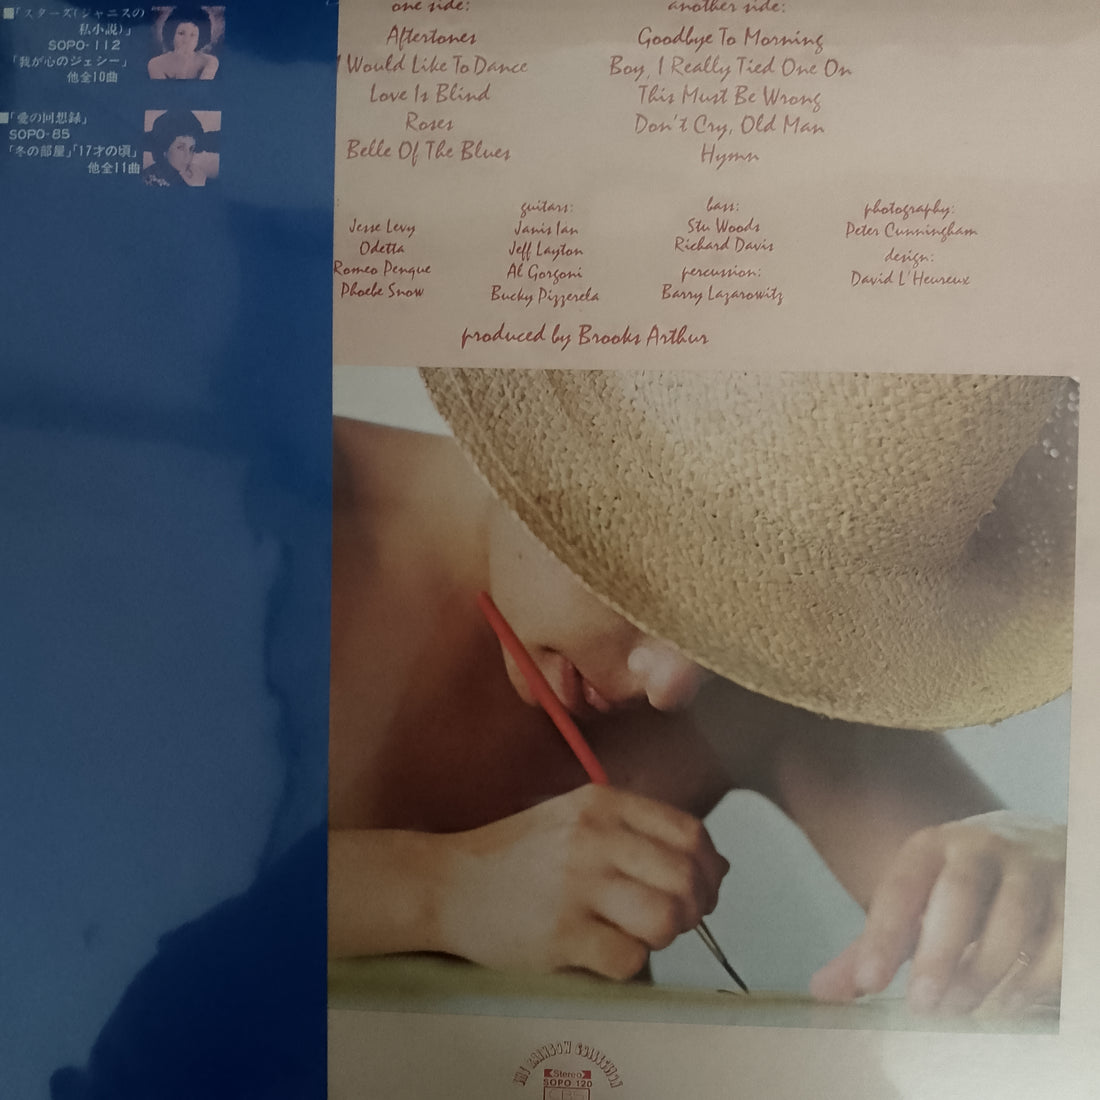 ■「スターズ(ジャニスの
私小説)」
SOPO-112
「我が心のジェシー」
他全10曲
■「愛の回想録」
SOPO-85
「冬の部屋」「17才の頃」
他全11曲
one side:
Aftertones
I Would Like To Dance
Love Is Blind
Roses
Belle Of The Blues
another side:
Goodbye To Morning
Boy, I Really Tied One On
This Must Be Wrong
Don't Cry, Old Man
Hymn
Jesse Levy
Odetta
Romeo Penque
Phoebe Snow
guitars:
Janis Ian
Jeff Layton
Al Gorgoni
Bucky Pizzerela
bass:
Stu Woods
Richard Davis
percussion:
Barry Lazarowitz
photography:
Peter Cunningham
design:
David L'Heureux
produced by Brooks Arthur
THE RAINBOW COLLECTION
Stereo
SOPO 120
CBS